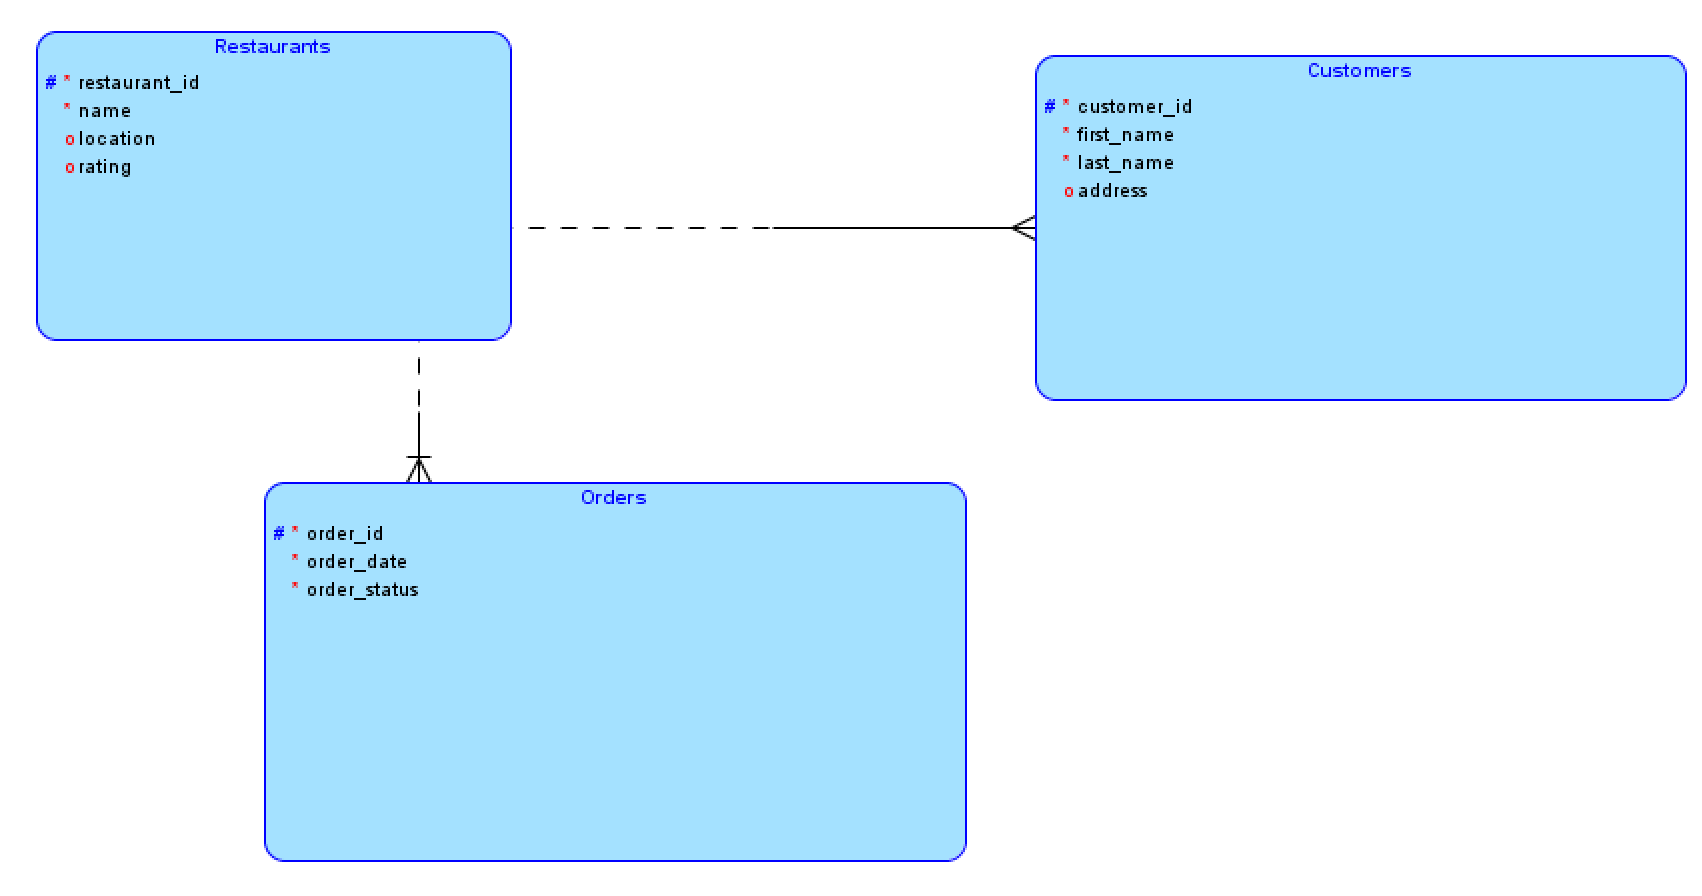 Restaurants
# * restaurant_id
* name
o location
o rating
Customers
# * customer_id
* first_name
* last_name
o address
Orders
# * order_id
* order_date
* order_status